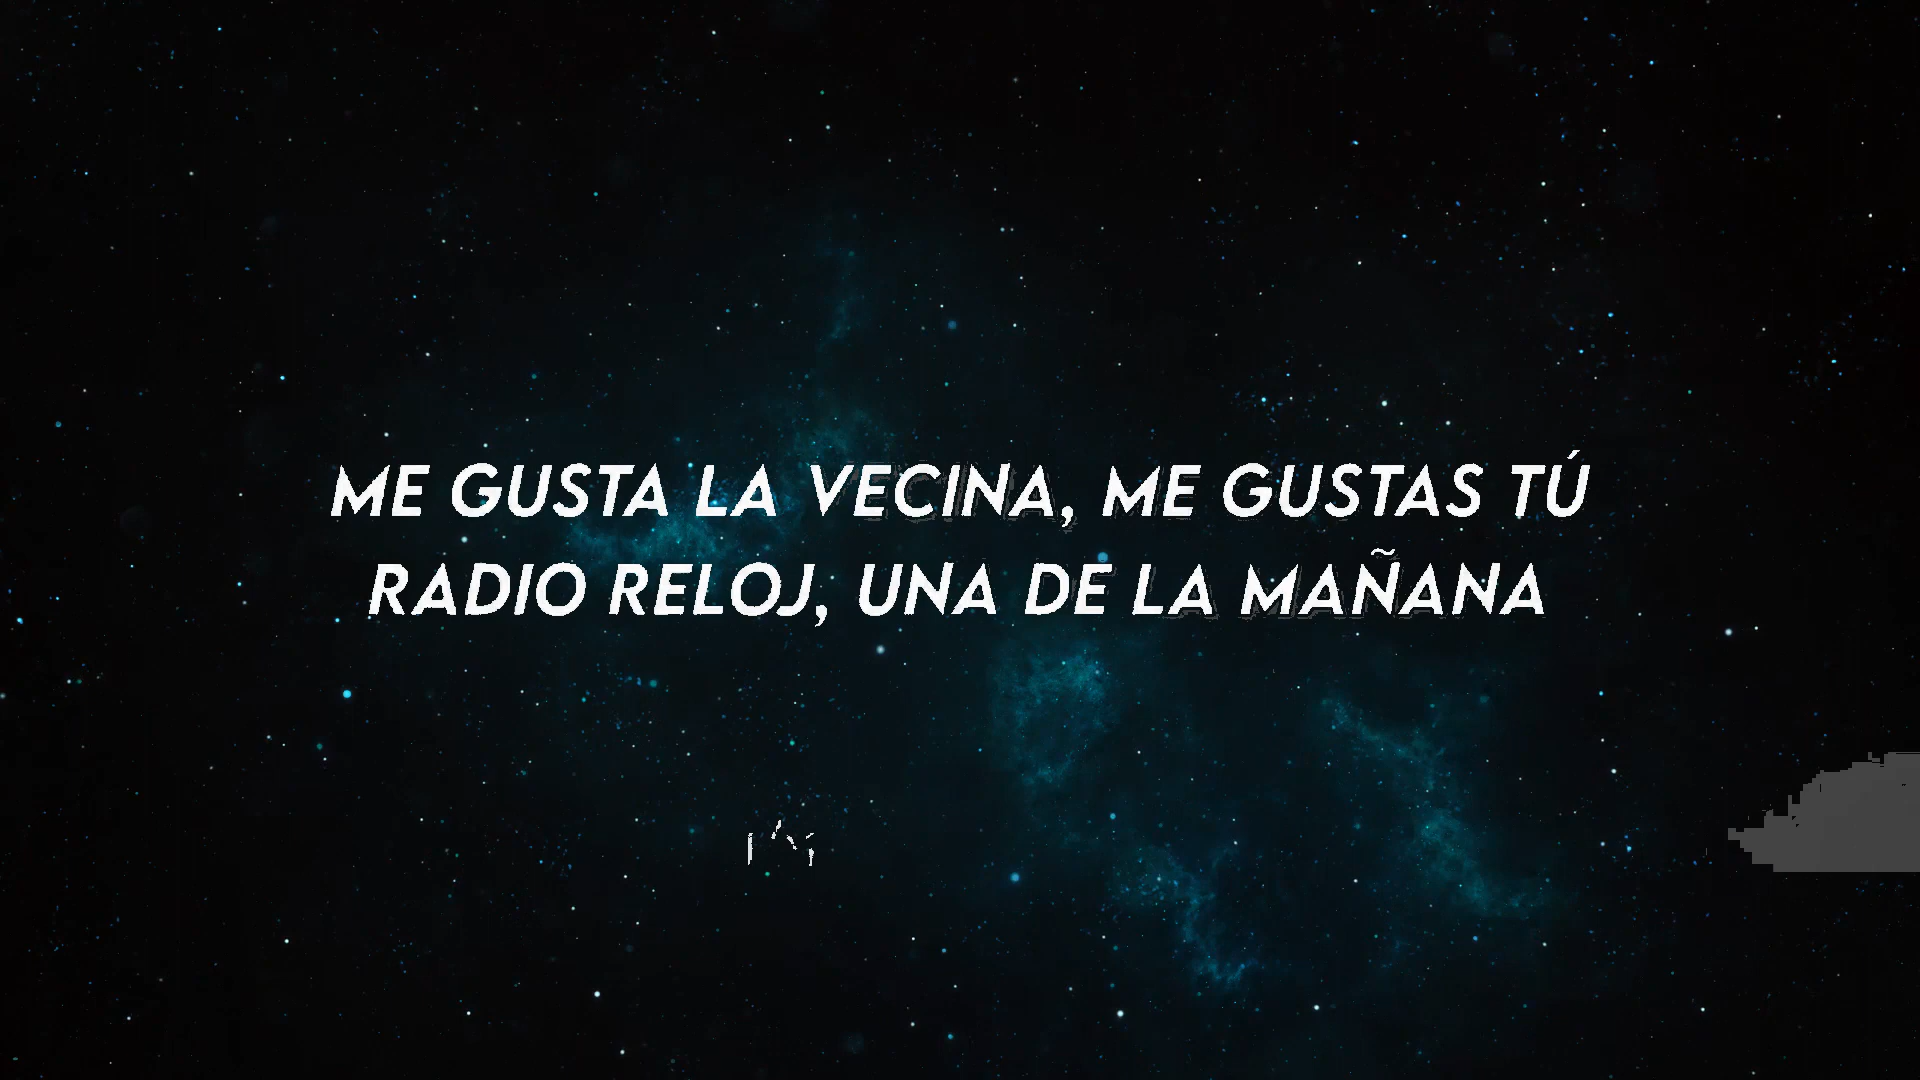 ME GUSTA LA VECINA, ME GUSTAS TÚ
RADIO RELOJ, UNA DE LA MAÑANA